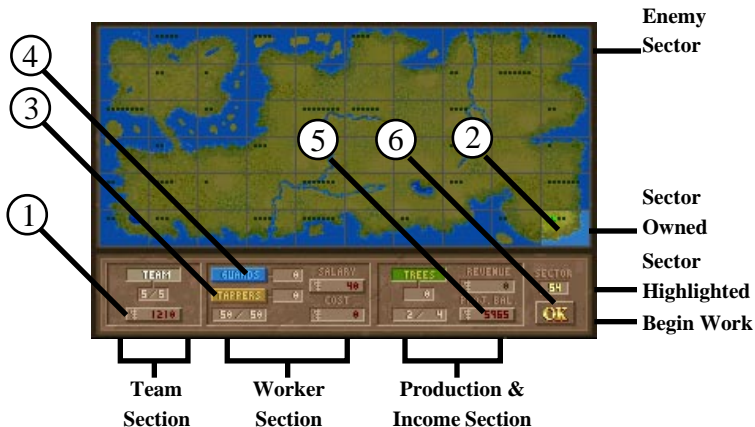 Enemy
Sector
4
3
5
6
2
1
Sector
Owned
GUARDS
0
SALARY
40
TREES
REVENUE
0
SECTOR
54
Sector
Highlighted
TEAM
5/5
1210
TAPPERS
0
50/50
COST
0
0
2/ 4
5965
OK
Begin Work
Team
Section
Worker
Section
Production &
Income Section